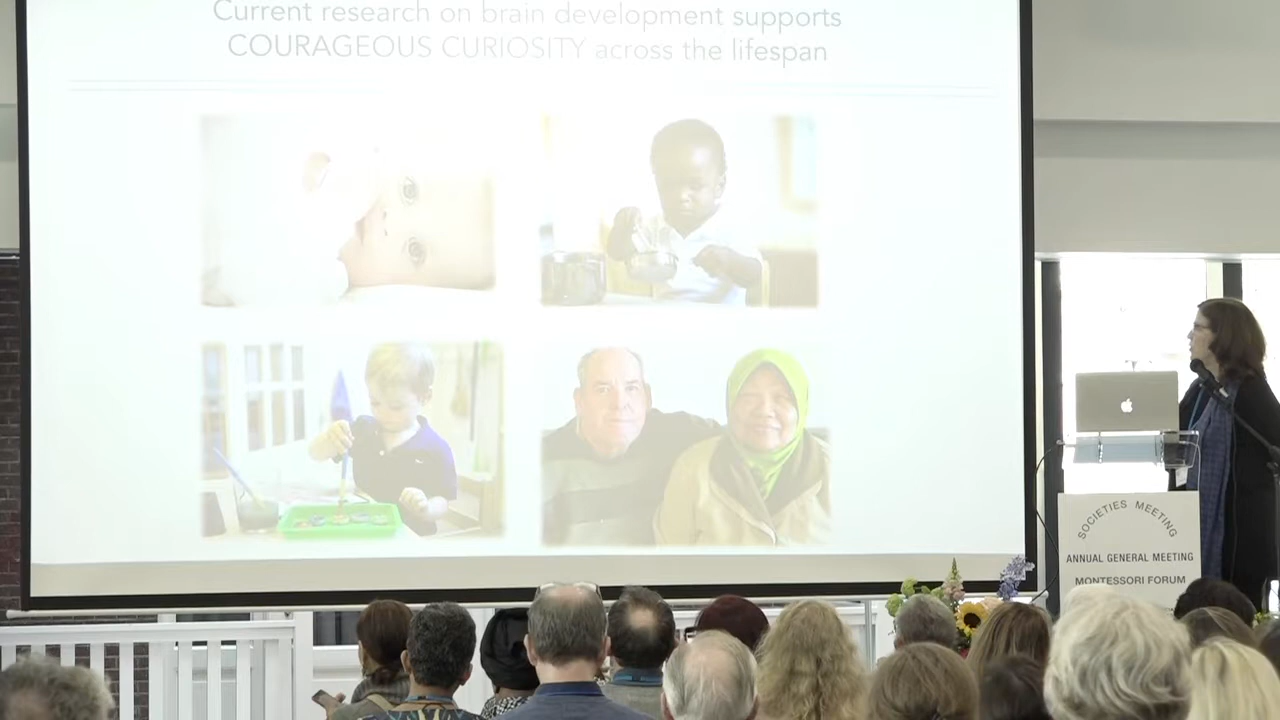 Current research on brain development supports
COURAGEOUS CURIOSITY across the lifespan
SOCIETIES MEETING
ANNUAL GENERAL MEETING
MONTESSORI FORUM